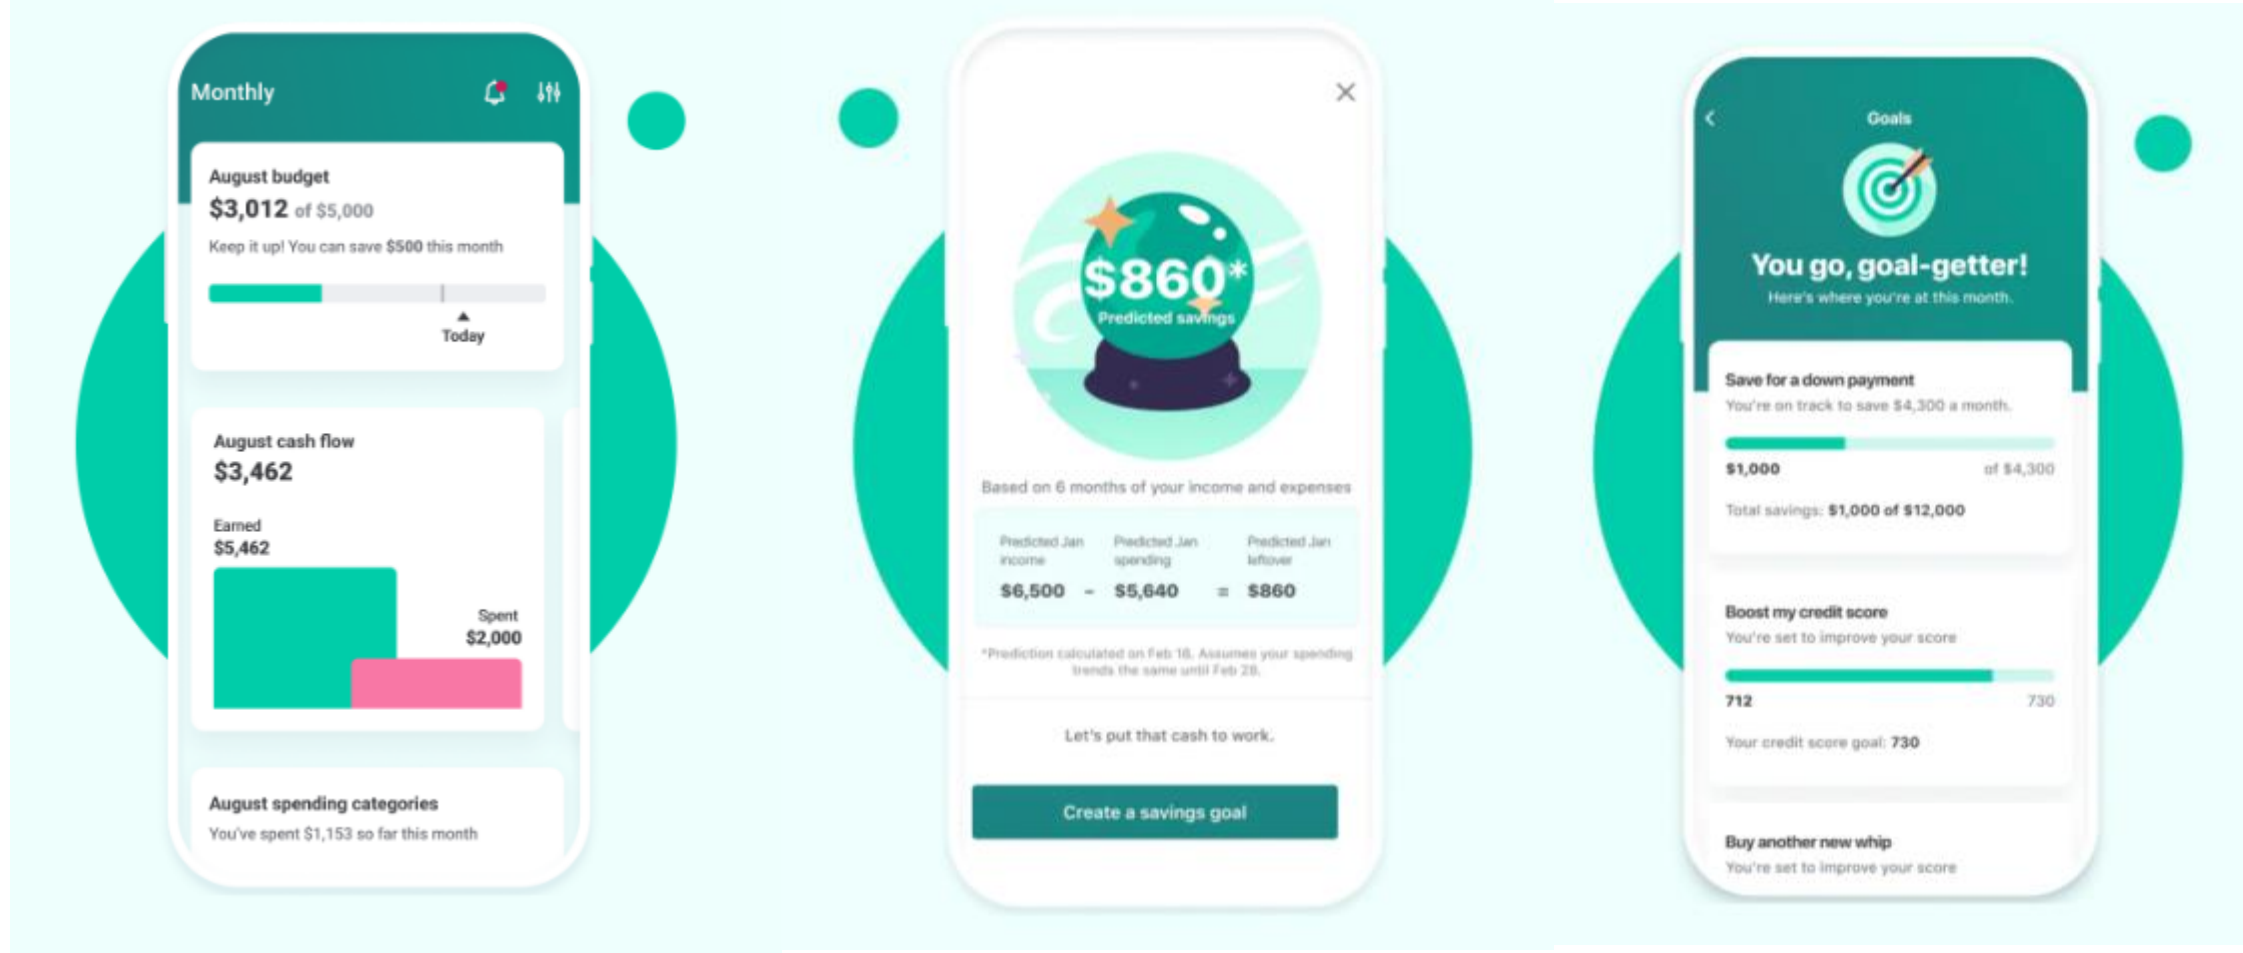 Monthly
August budget
$3,012 of $5,000
Keep it up! You can save $500 this month
Today
August cash flow
$3,462
Earned
$5,462
Spent
$2,000
August spending categories
You've spent $1,153 so far this month
$860*
Predicted savings
Based on 6 months of your income and expenses
Predicted Jan
income
$6,500
-
Predicted Jan
spending
$5,640
=
Predicted Jan
leftover
$860
*Prediction calculated on Feb 16. Assumes your spending
trends the same until Feb 28.
Let's put that cash to work.
Create a savings goal
Goals
You go, goal-getter!
Here's where you're at this month.
Save for a down payment
You're on track to save $4,300 a month.
$1,000 of $4,300
Total savings: $1,000 of $12,000
Boost my credit score
You're set to improve your score
712 730
Your credit score goal: 730
Buy another new whip
You're set to improve your score